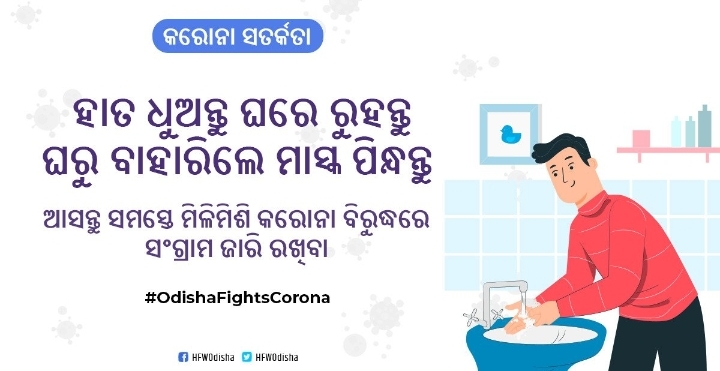 କରୋନା ସତର୍କତା
ହାତ ଧୁଅନ୍ତୁ ଘରେ ରୁହନ୍ତୁ
ଘରୁ ବାହାରିଲେ ମାସ୍କ ପିନ୍ଧନ୍ତୁ
ଆସନ୍ତୁ ସମସ୍ତେ ମିଳିମିଶି କରୋନା ବିରୁଦ୍ଧରେ
ସଂଗ୍ରାମ ଜାରି ରଖିବା
#OdishaFightsCorona
HFWOdisha HFWOdisha